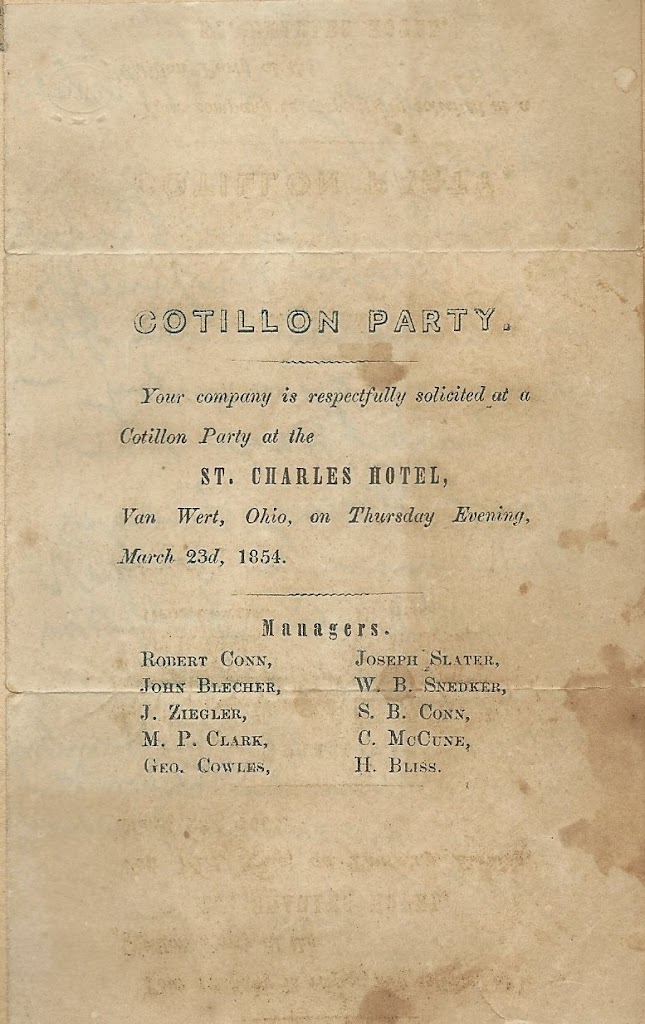 COTILLON PARTY.
Your company is respectfully solicited at a
Cotillon Party at the
ST. CHARLES HOTEL,
Van Wert, Ohio, on Thursday Evening,
March 23d, 1854.
Managers.
ROBERT CONN, JOSEPH SLATER,
JOHN BLECHER, W. B. SNEDKER,
J. ZIEGLER, S. B. CONN,
M. P. CLARK, C. MCCUNE,
GEO. COWLES, H. BLISS.